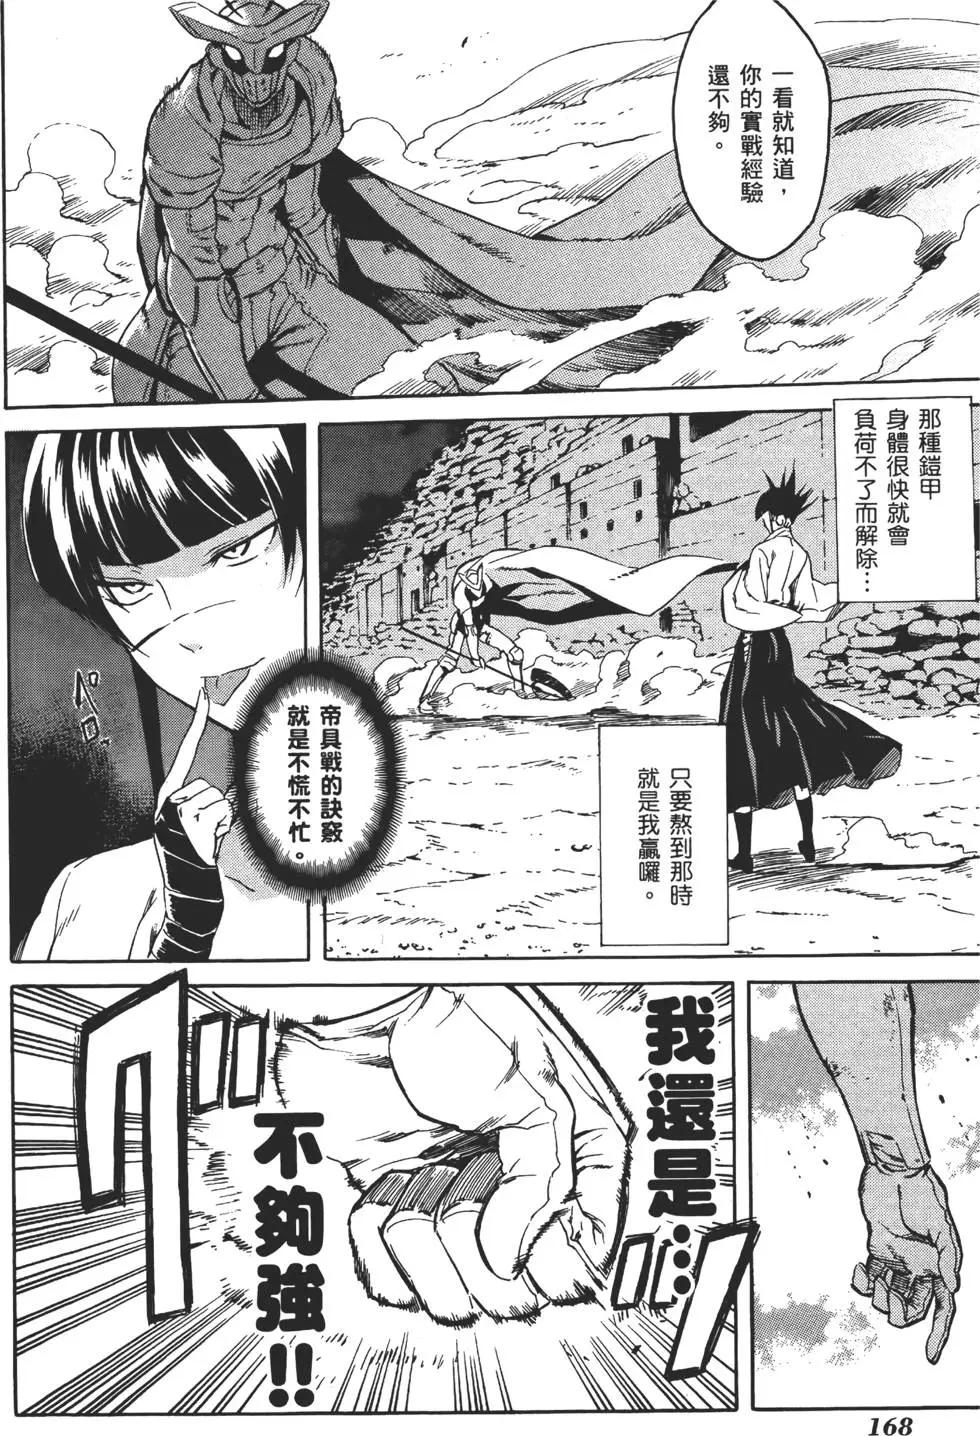 一看就知道，
你的實戰經驗
還不夠。
那種鎧甲
身體很快就會
負荷不了而解除…
只要熬到那時
就是我贏囉。
帝具戰的訣竅
就是不慌不忙。
ペロ
我還是…
不夠強!!
168